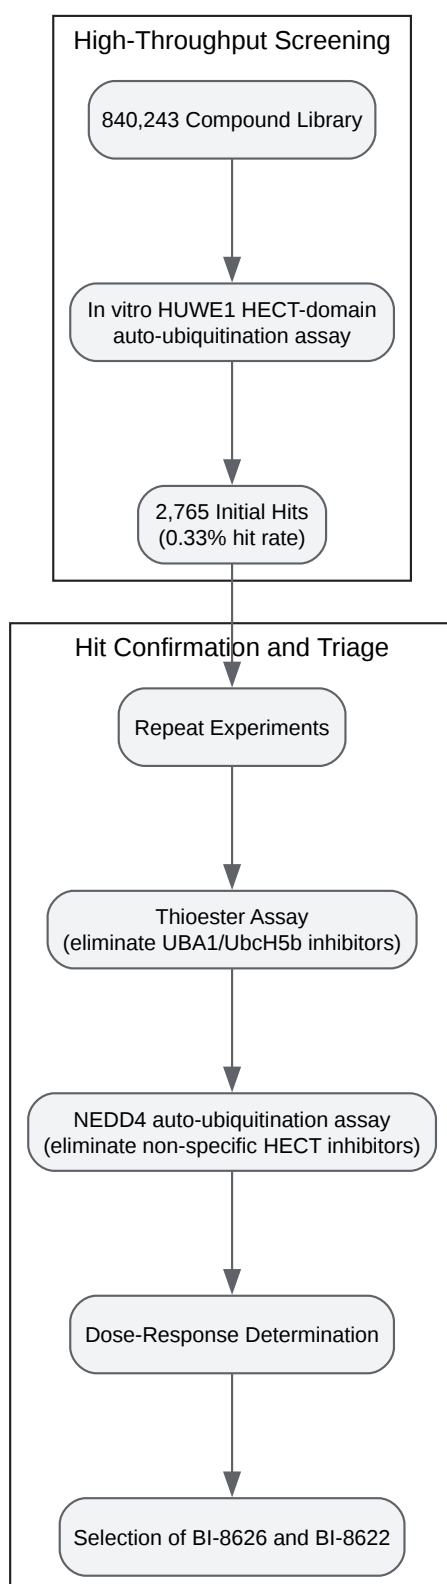 High-Throughput Screening
840,243 Compound Library
In vitro HUWE1 HECT-domain
auto-ubiquitination assay
2,765 Initial Hits
(0.33% hit rate)
Hit Confirmation and Triage
Repeat Experiments
Thioester Assay
(eliminate UBA1/UbcH5b inhibitors)
NEDD4 auto-ubiquitination assay
(eliminate non-specific HECT inhibitors)
Dose-Response Determination
Selection of BI-8626 and BI-8622